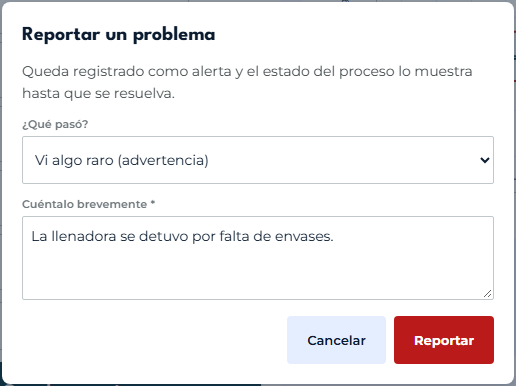 Reportar un problema
Queda registrado como alerta y el estado del proceso lo muestra
hasta que se resuelva.
¿Qué pasó?
Vi algo raro (advertencia)
Cuéntalo brevemente *
La llenadora se detuvo por falta de envases.
Cancelar
Reportar